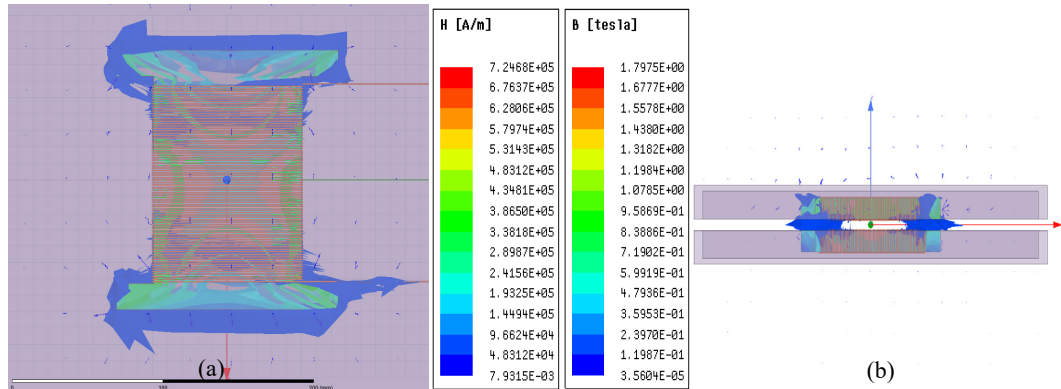 H [A/m]
7.2468E+05
6.7637E+05
6.2806E+05
5.7974E+05
5.3143E+05
4.8312E+05
4.3481E+05
3.8650E+05
3.3818E+05
2.8987E+05
2.4156E+05
1.9325E+05
1.4494E+05
9.6624E+04
4.8312E+04
7.9315E-03
B [tesla]
1.7975E+00
1.6777E+00
1.5578E+00
1.4380E+00
1.3182E+00
1.1984E+00
1.0785E+00
9.5869E-01
8.3886E-01
7.1902E-01
5.9919E-01
4.7936E-01
3.5953E-01
2.3970E-01
1.1987E-01
3.5604E-05
(a)
0
100
200 (mm)
(b)